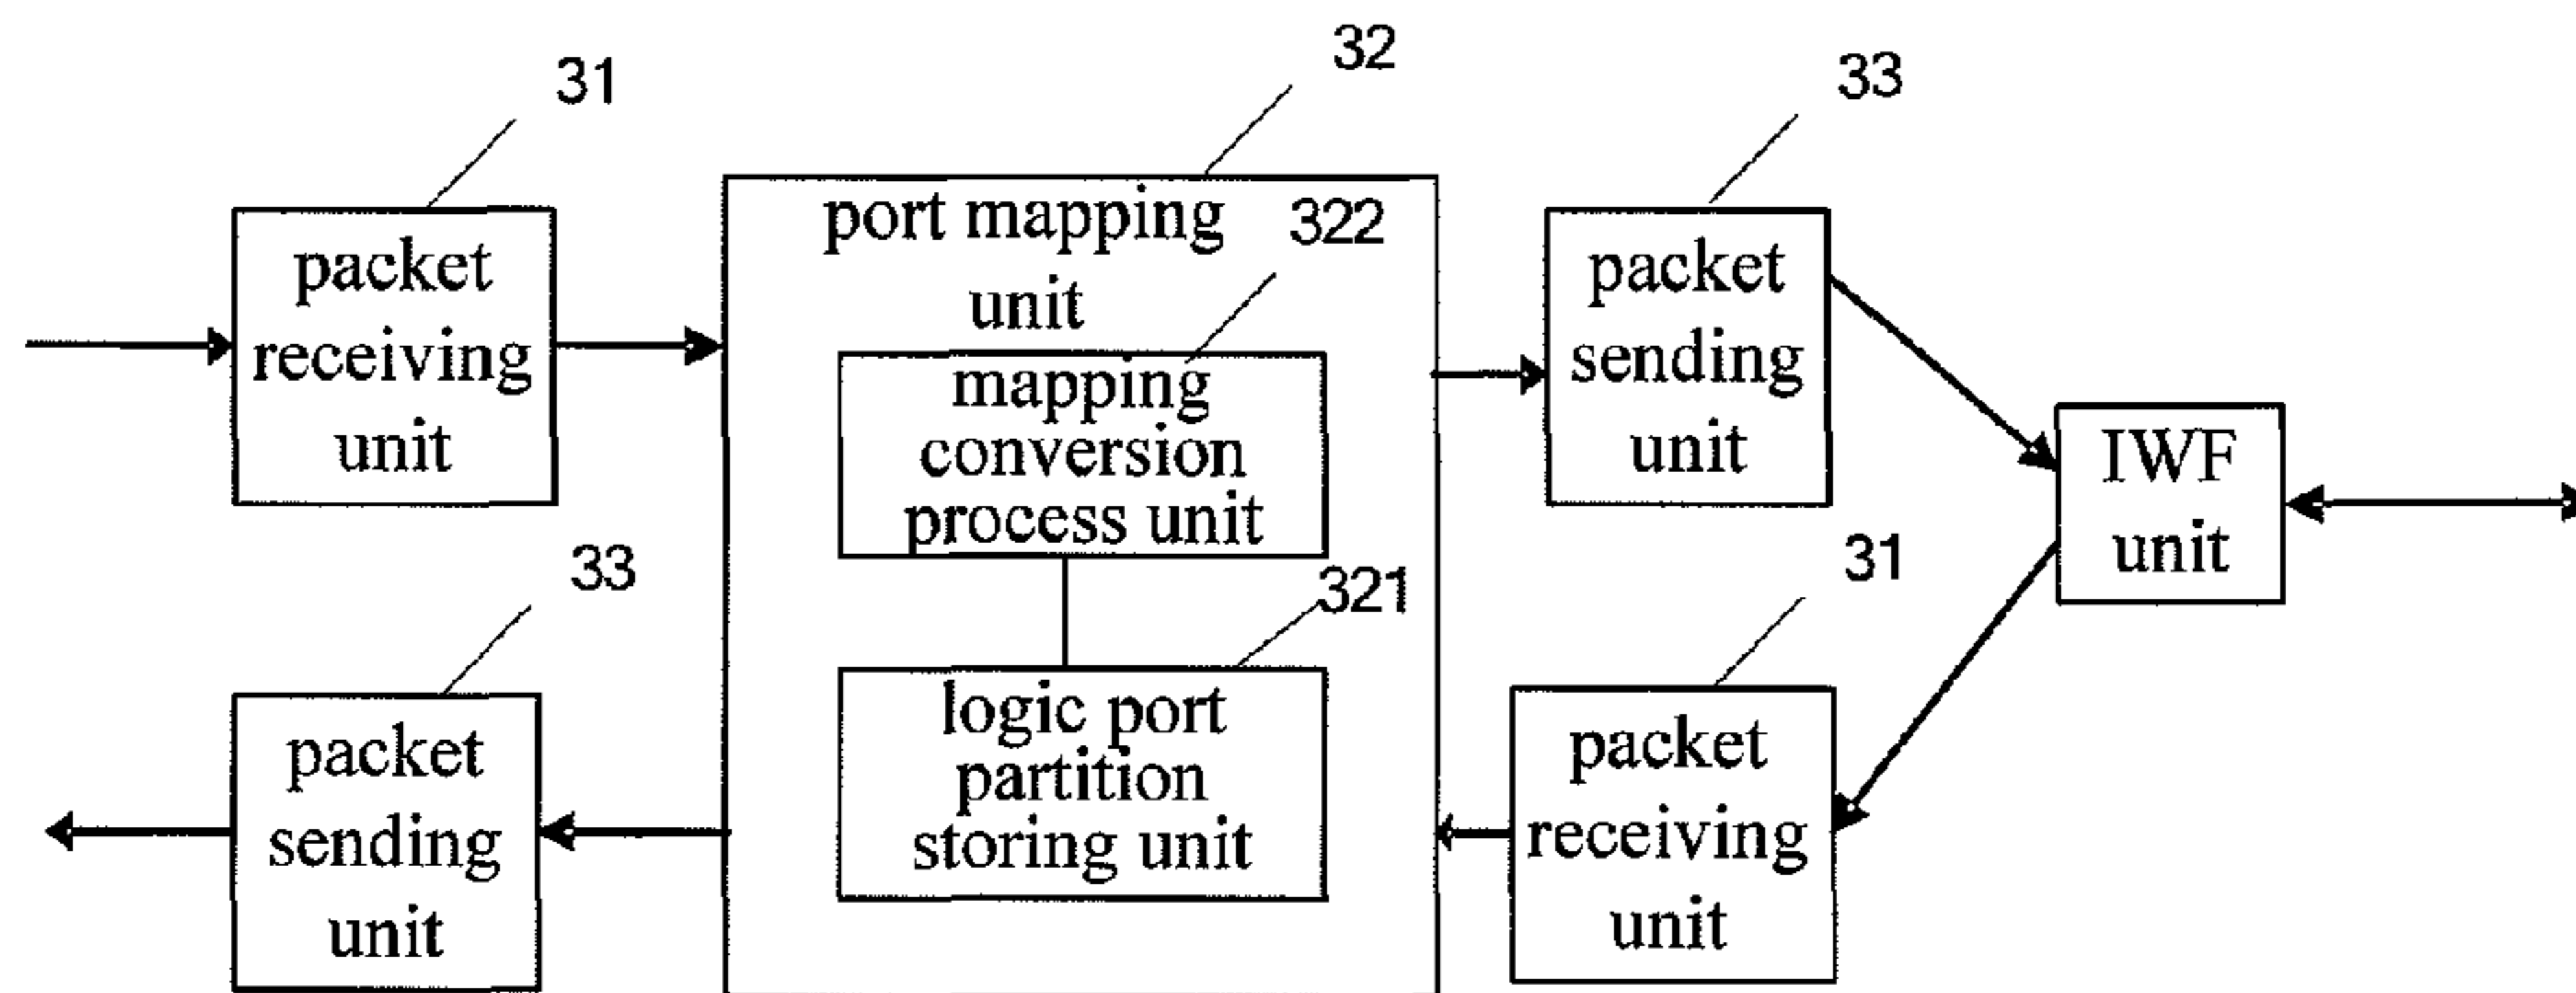 31
packet
receiving
unit
33
packet
sending
unit
32
port mapping
unit
322
mapping
conversion
process unit
321
logic port
partition
storing unit
33
packet
sending
unit
31
packet
receiving
unit
IWF
unit